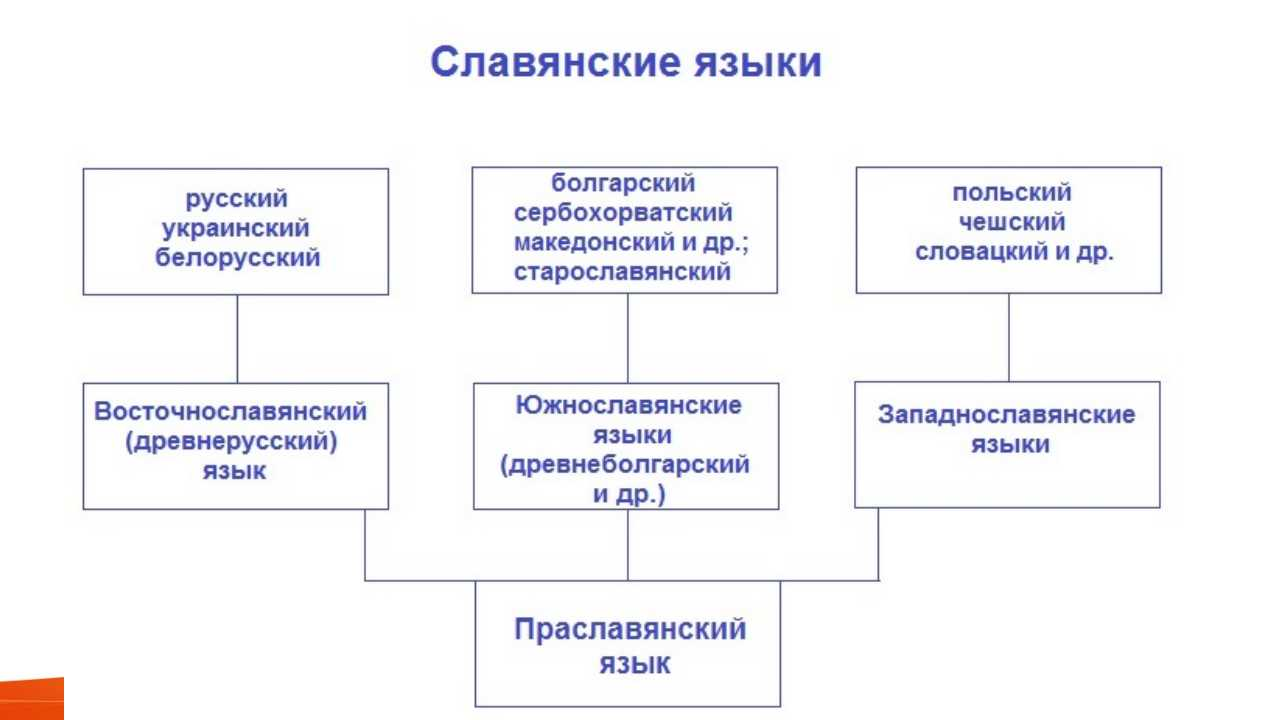 Славянские языки
русский
украинский
белорусский
болгарский
сербохорватский
македонский и др.;
старославянский
польский
чешский
словацкий и др.
Восточнославянский
(древнерусский)
язык
Южнославянские
языки
(древнеболгарский
и др.)
Западнославянские
языки
Праславянский
язык